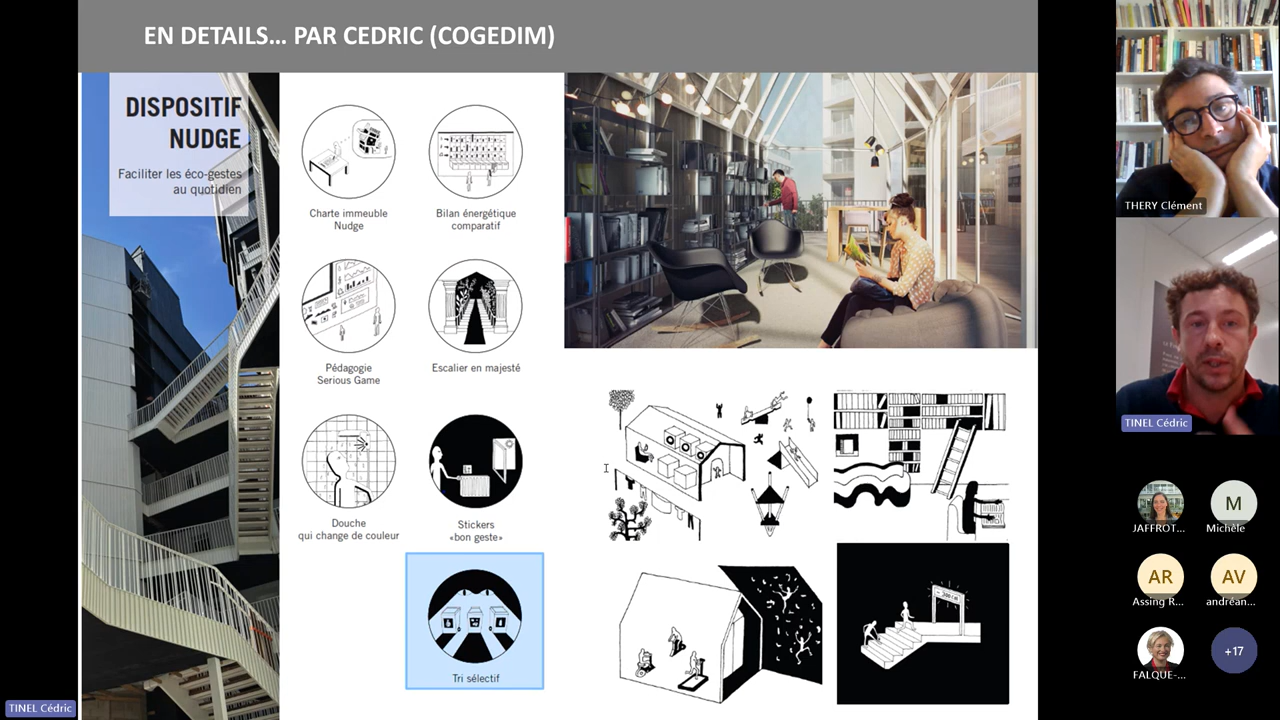 EN DETAILS... PAR CEDRIC (COGEDIM)
DISPOSITIF
NUDGE
Faciliter les éco-gestes
au quotidien
Charte immeuble
Nudge
Bilan énergétique
comparatif
Pédagogie
Serious Game
Escalier en majesté
Douche
qui change de couleur
Stickers
«bon geste»
Tri sélectif
THERY Clément
TINEL Cédric
JAFFROT...
M
Michèle
AR
Assing R...
AV
andréan...
FALQUE-...
+17
TINEL Cédric